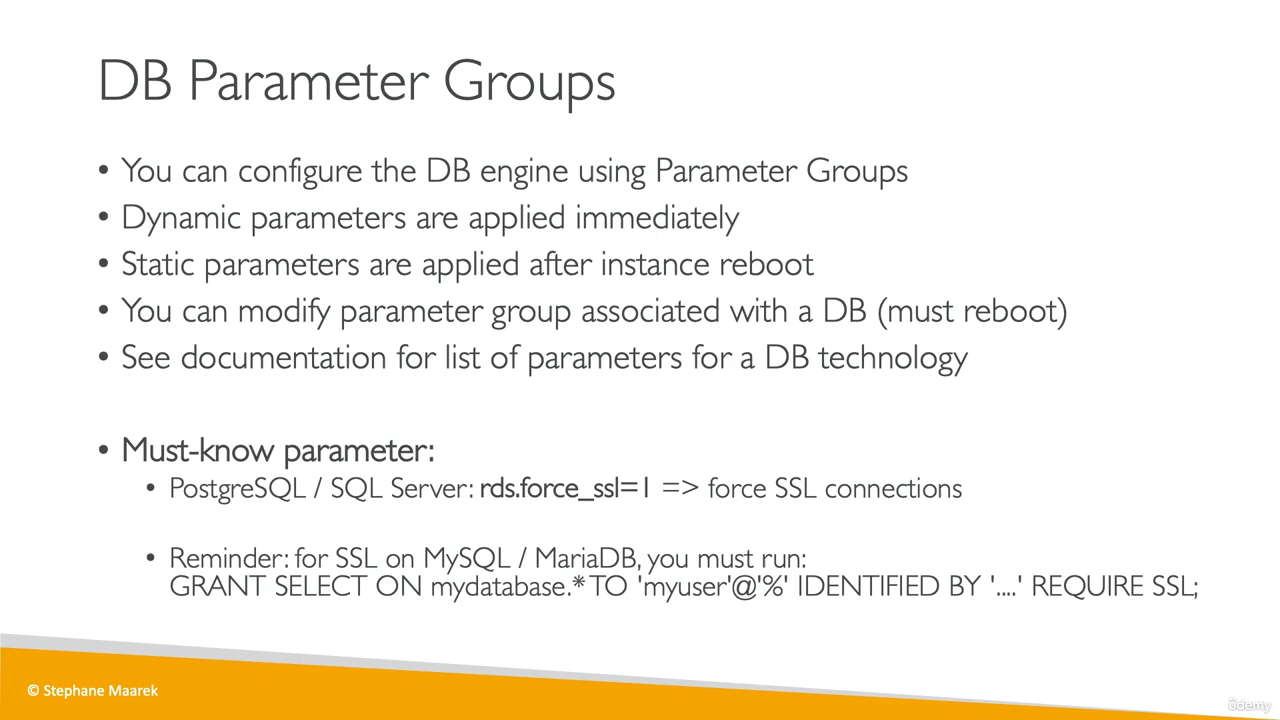 DB Parameter Groups
• You can configure the DB engine using Parameter Groups
• Dynamic parameters are applied immediately
• Static parameters are applied after instance reboot
• You can modify parameter group associated with a DB (must reboot)
• See documentation for list of parameters for a DB technology
• Must-know parameter:
• PostgreSQL / SQL Server: rds.force_ssl=1 => force SSL connections
• Reminder: for SSL on MySQL / MariaDB, you must run:
GRANT SELECT ON mydatabase.* TO 'myuser'@'%' IDENTIFIED BY '....' REQUIRE SSL;
© Stephane Maarek
ûdemy